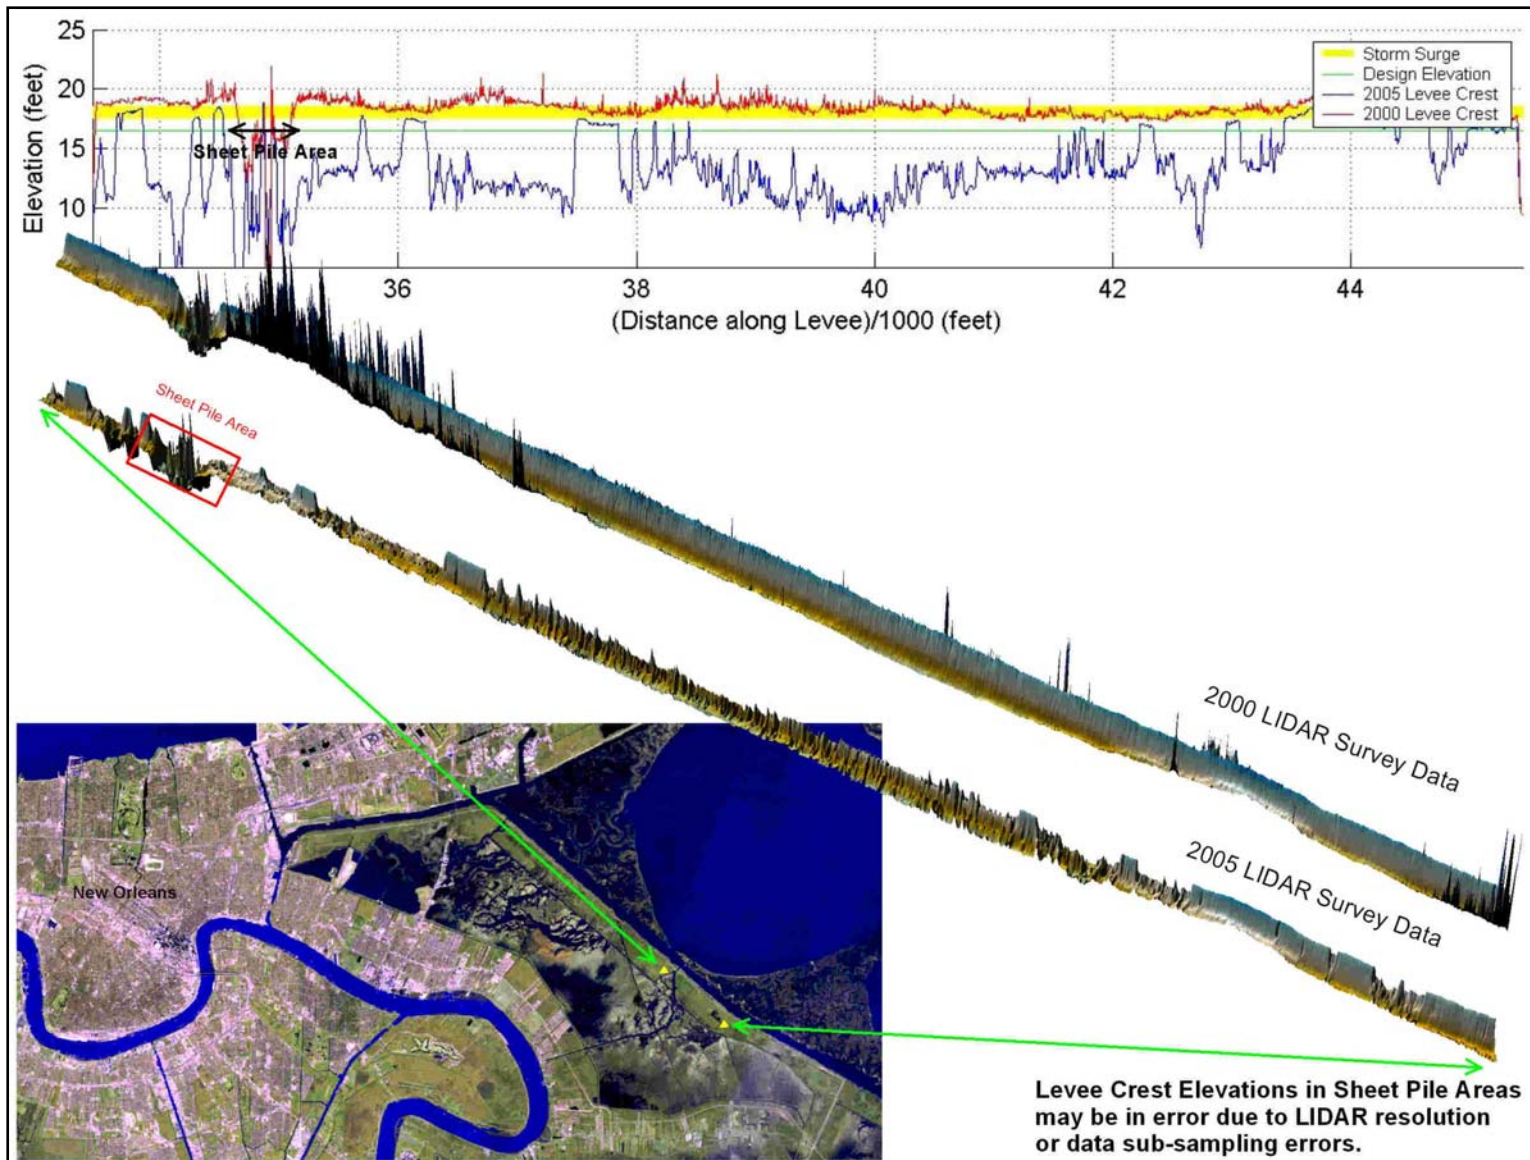 25
20
15
10
Elevation (feet)
Storm Surge
Design Elevation
2005 Levee Crest
2000 Levee Crest
Sheet Pile Area
36
38
40
42
44
(Distance along Levee)/1000 (feet)
Sheet Pile Area
2000 LIDAR Survey Data
2005 LIDAR Survey Data
New Orleans
Levee Crest Elevations in Sheet Pile Areas
may be in error due to LIDAR resolution
or data sub-sampling errors.